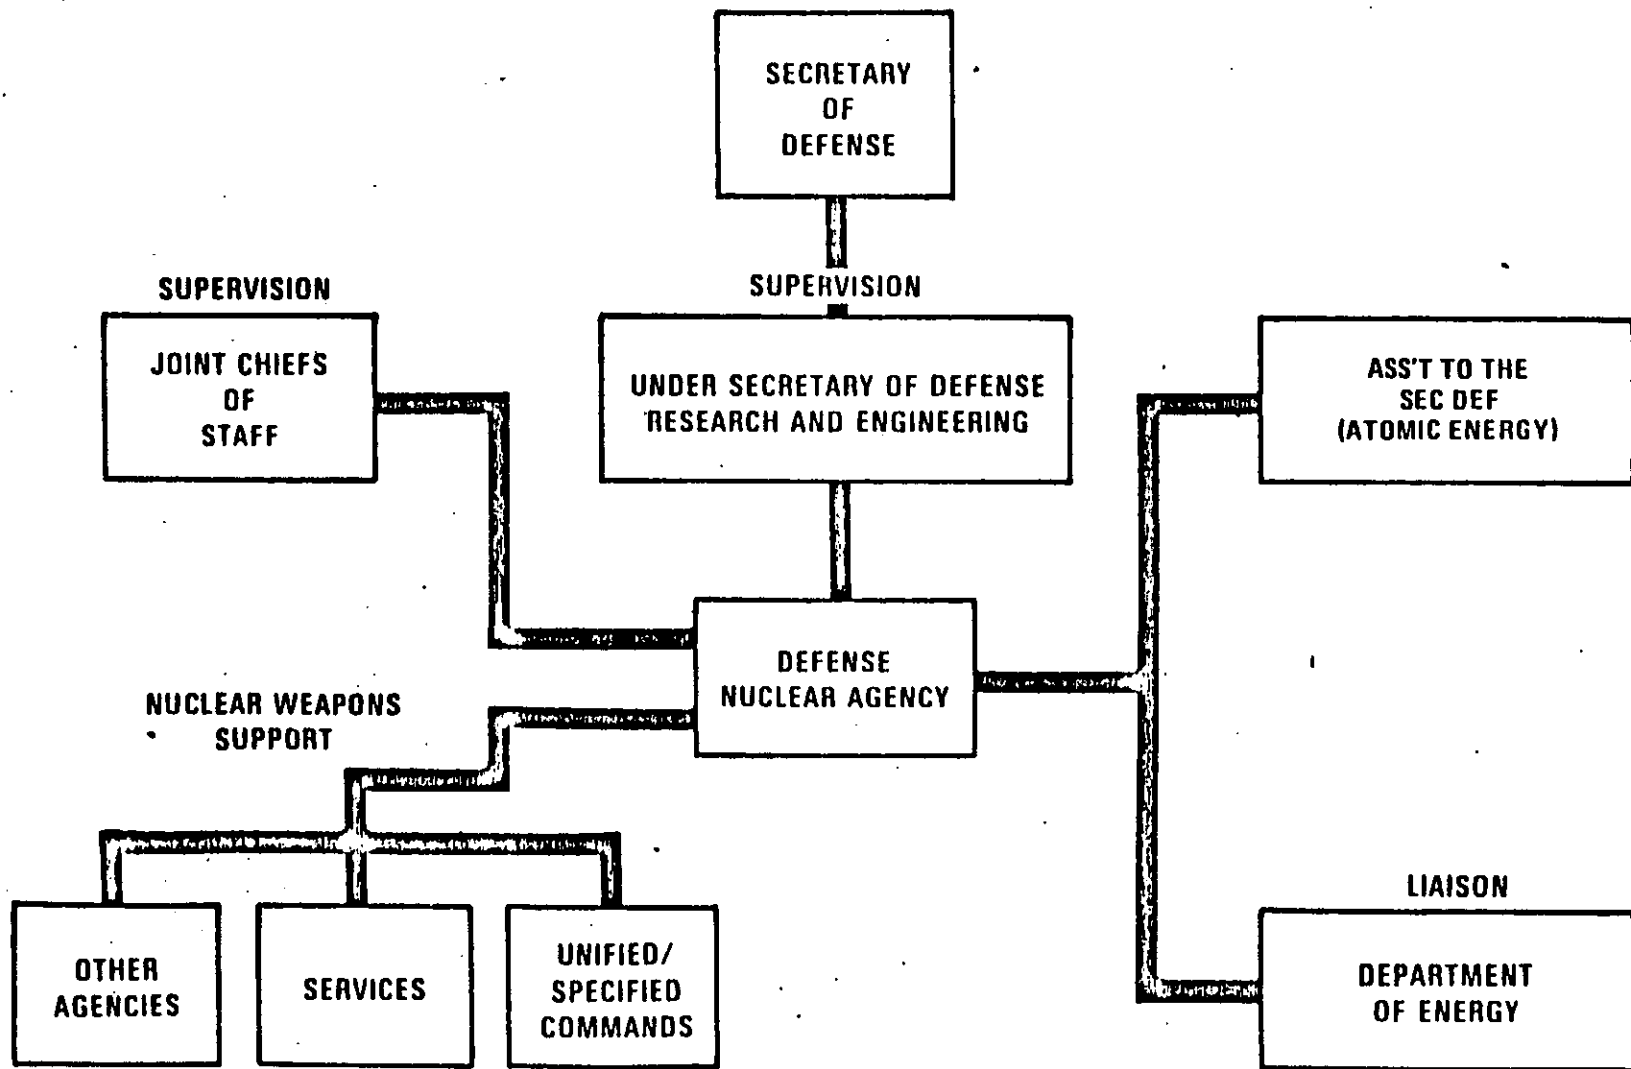 SECRETARY
OF
DEFENSE
SUPERVISION
SUPERVISION
JOINT CHIEFS
OF
STAFF
UNDER SECRETARY OF DEFENSE
RESEARCH AND ENGINEERING
ASS'T TO THE
SEC DEF
(ATOMIC ENERGY)
DEFENSE
NUCLEAR AGENCY
NUCLEAR WEAPONS
SUPPORT
OTHER
AGENCIES
SERVICES
UNIFIED/
SPECIFIED
COMMANDS
LIAISON
DEPARTMENT
OF ENERGY